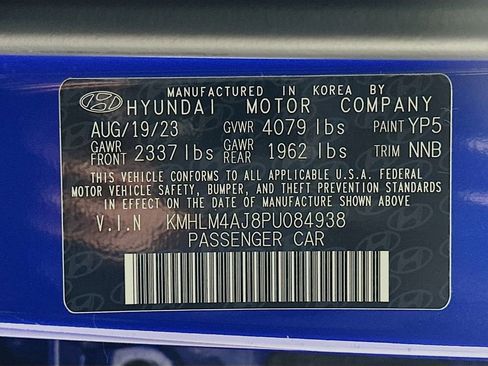 MANUFACTURED IN KOREA BY
HYUNDAI MOTOR COMPANY
AUG/19/23 GVWR 4079 lbs PAINT YP5
GAWR FRONT 2337 lbs GAWR REAR 1962 lbs TRIM NNB
THIS VEHICLE CONFORMS TO ALL APPLICABLE U.S.A. FEDERAL
MOTOR VEHICLE SAFETY, BUMPER, AND THEFT PREVENTION STANDARDS
IN EFFECT ON THE DATE OF MANUFACTURE SHOWN ABOVE.
V.I.N KMHLM4AJ8PU084938
PASSENGER CAR